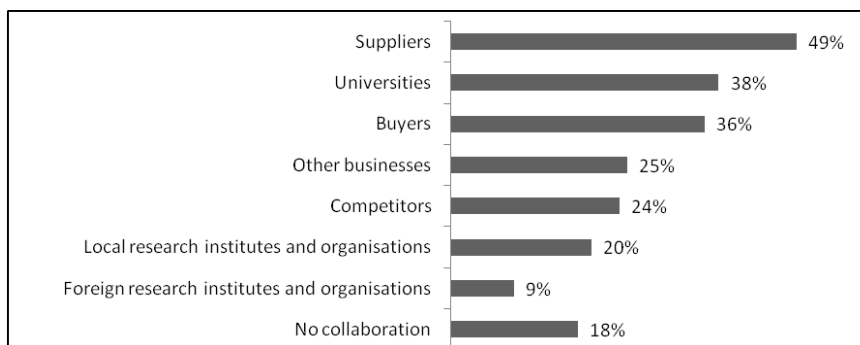 Suppliers 49%
Universities 38%
Buyers 36%
Other businesses 25%
Competitors 24%
Local research institutes and organisations 20%
Foreign research institutes and organisations 9%
No collaboration 18%